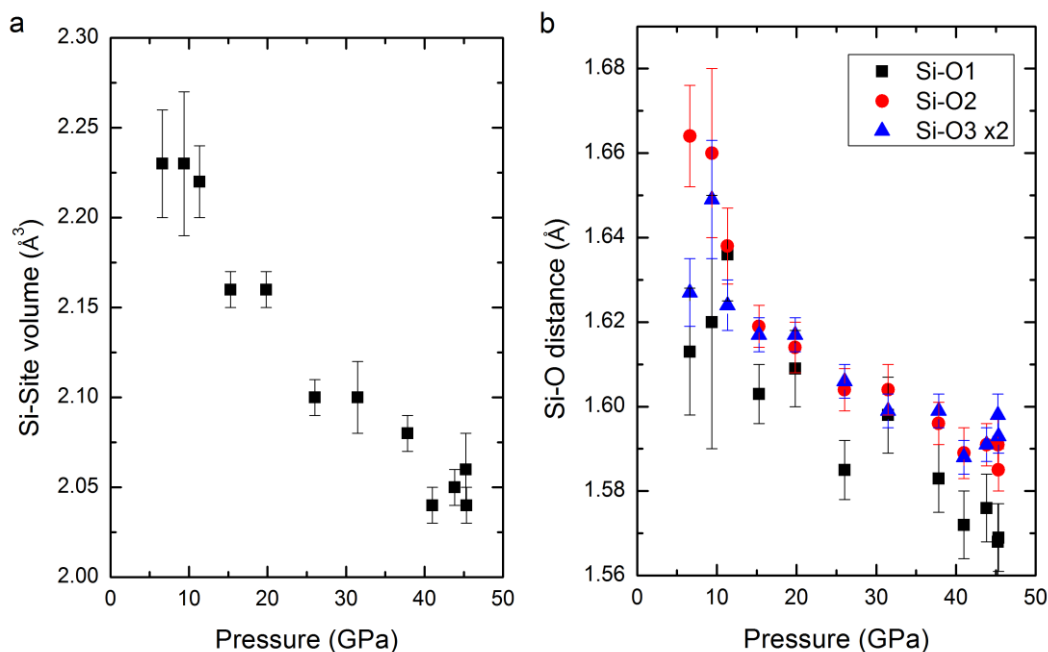 a
2.30
2.25
2.20
2.15
2.10
2.05
2.00
Si-Site volume (Å³)
0 10 20 30 40 50
Pressure (GPa)
b
1.68
1.66
1.64
1.62
1.60
1.58
1.56
Si-O distance (Å)
Si-O1
Si-O2
Si-O3 x2
0 10 20 30 40 50
Pressure (GPa)